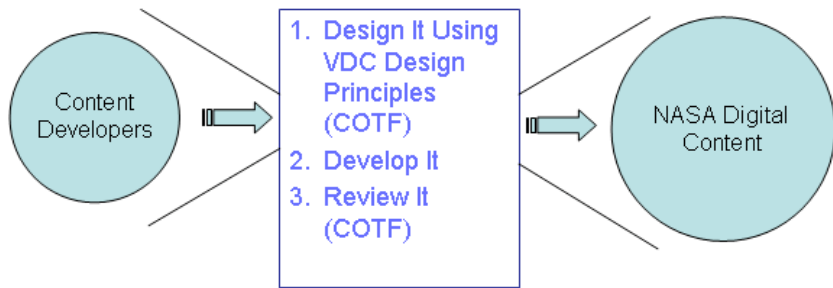 Content
Developers
1. Design It Using
VDC Design
Principles
(COTF)
2. Develop It
3. Review It
(COTF)
NASA Digital
Content